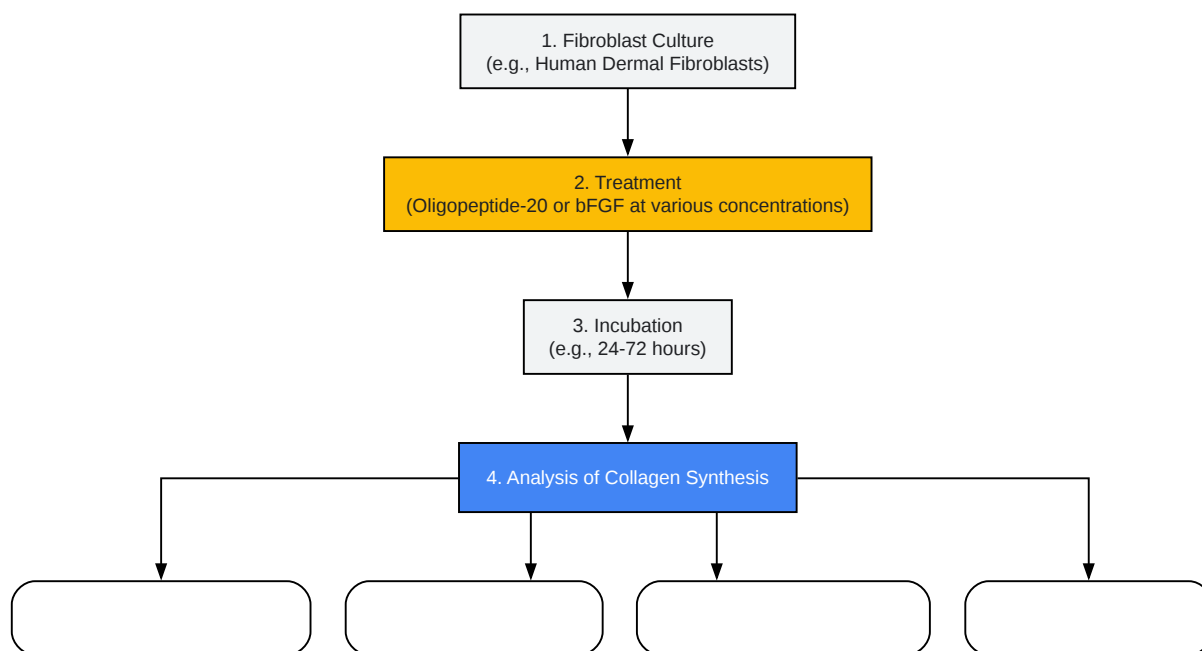 1. Fibroblast Culture
(e.g., Human Dermal Fibroblasts)
2. Treatment
(Oligopeptide-20 or bFGF at various concentrations)
3. Incubation
(e.g., 24-72 hours)
4. Analysis of Collagen Synthesis